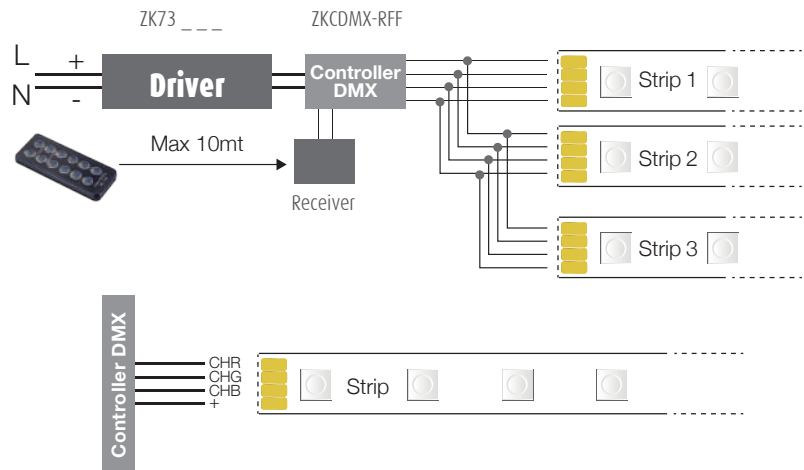 ZK73 _ _ _
ZKCDMX-RFF
L +
N -
Driver
Controller
DMX
Strip 1
Max 10mt
Strip 2
Receiver
Strip 3
Controller DMX
CHR
CHG
CHB
+
Strip